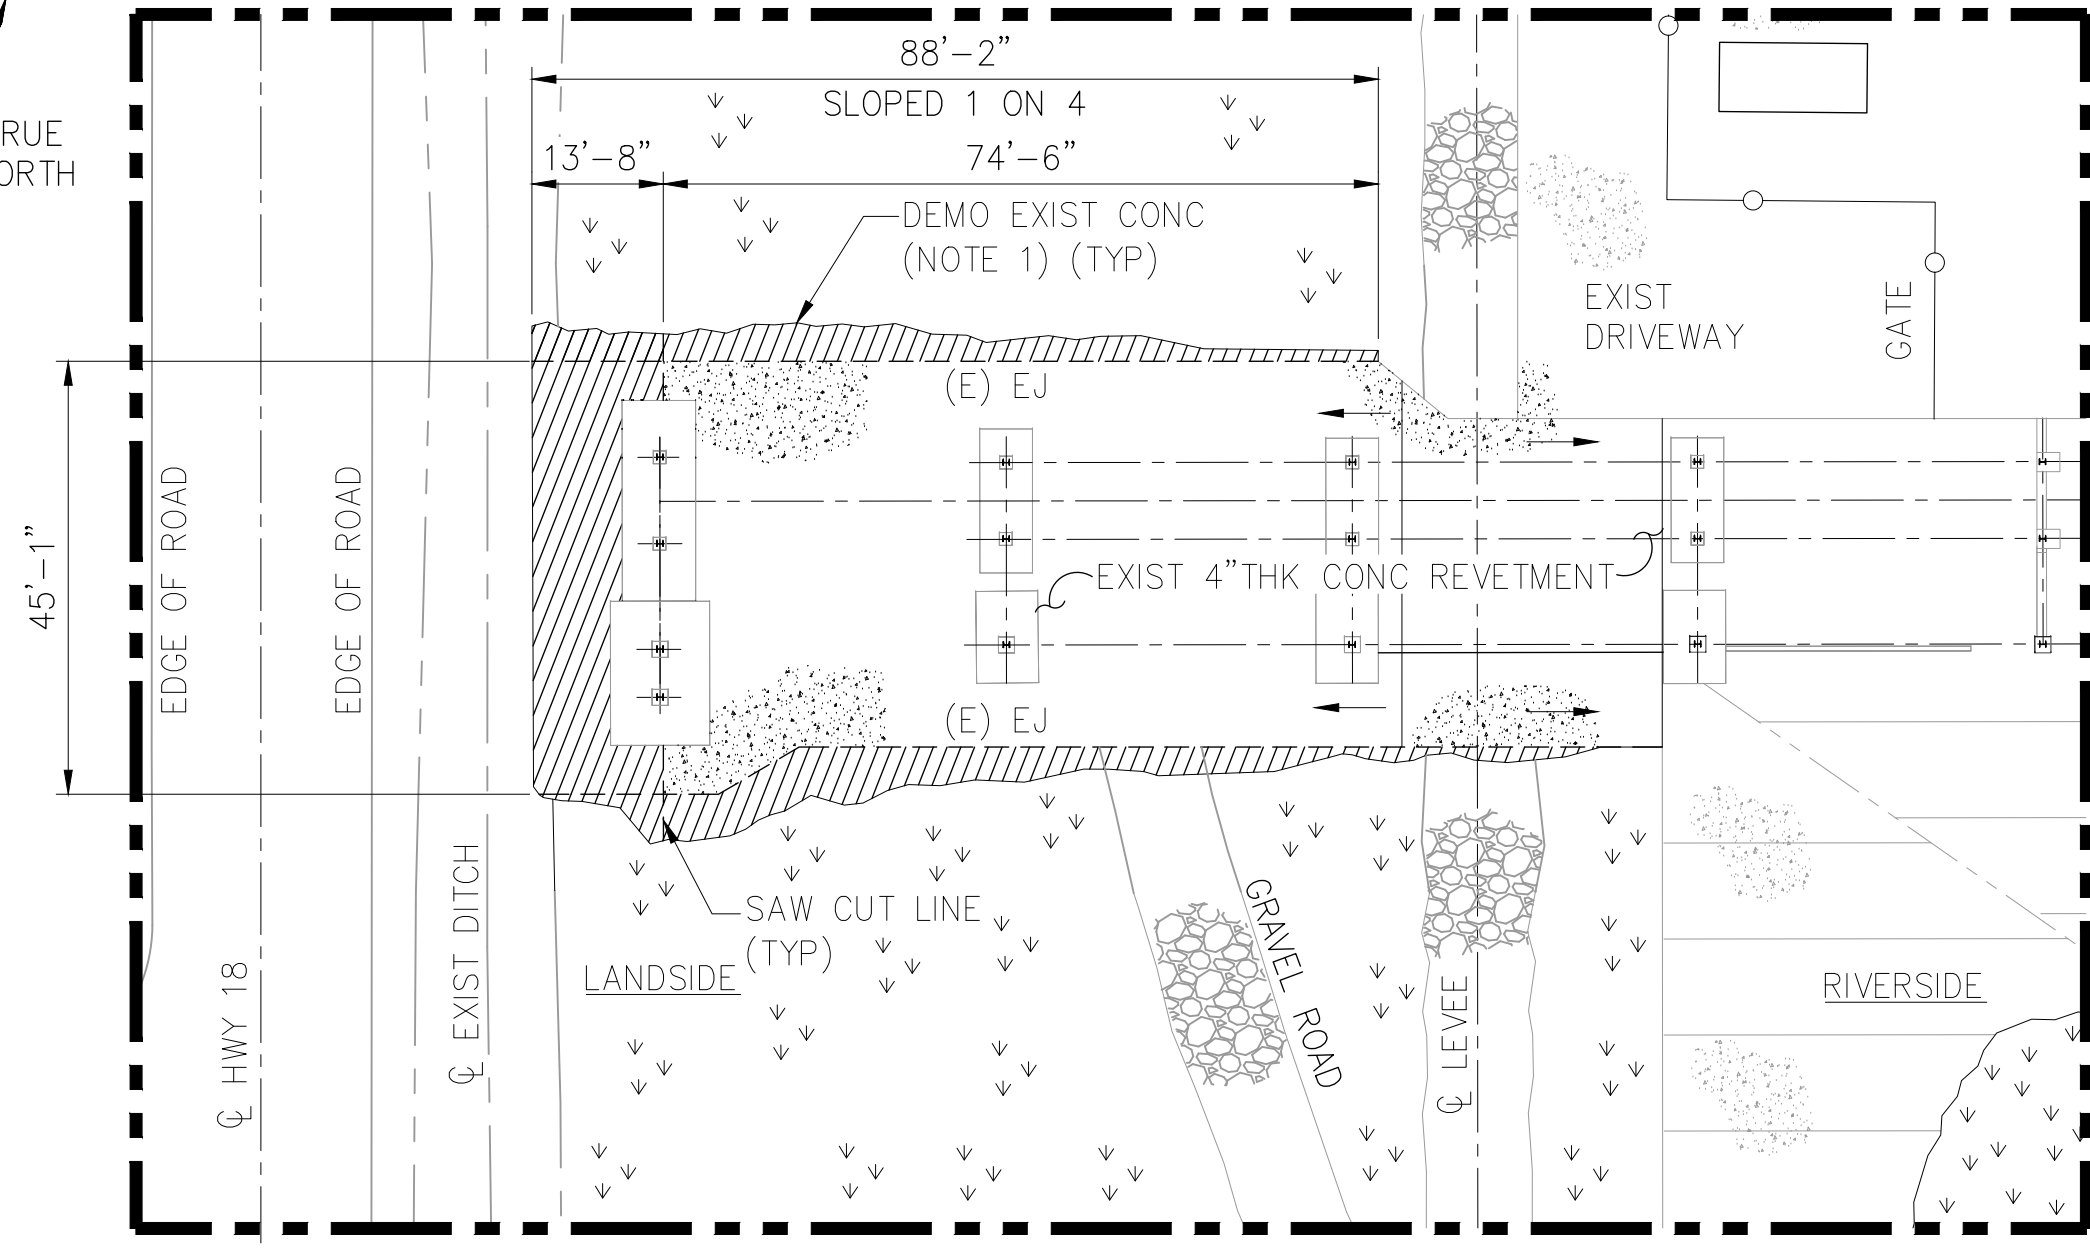 88'-2"
SLOPED 1 ON 4
RUE
ORTH
13'-8"
74'-6"
DEMO EXIST CONC
(NOTE 1) (TYP)
EXIST
DRIVEWAY
GATE
(E) EJ
45'-1"
EDGE OF ROAD
EDGE OF ROAD
EXIST 4"THK CONC REVETMENT
(E) EJ
SAW CUT LINE
(TYP)
LANDSIDE
℄ HWY 18
℄ EXIST DITCH
GRAVEL ROAD
℄ LEVEE
RIVERSIDE